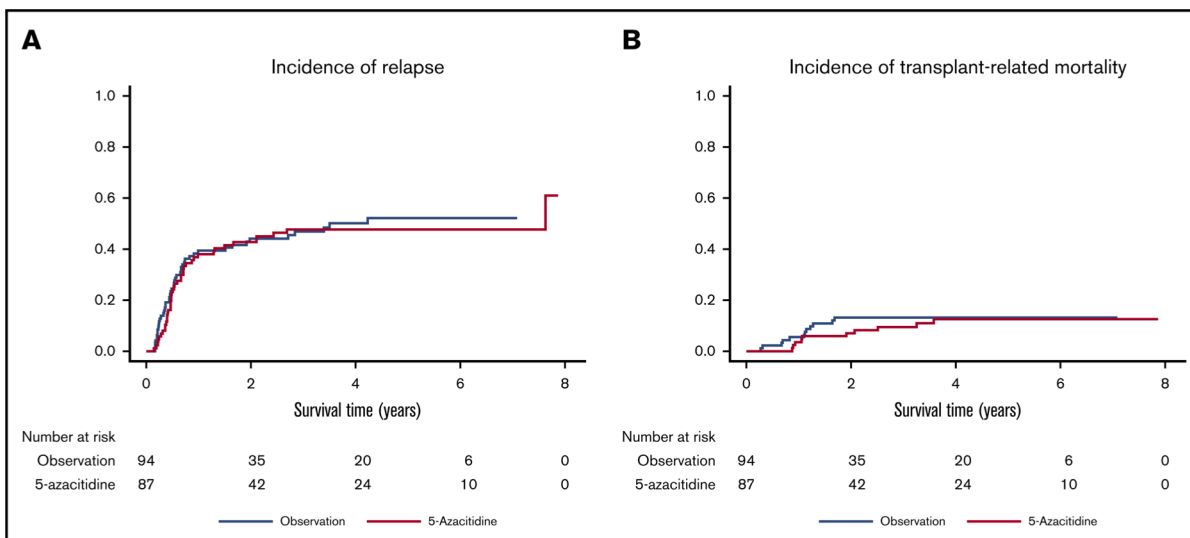 A
Incidence of relapse
1.0
0.8
0.6
0.4
0.2
0.0
0 2 4 6 8
Survival time (years)
Number at risk
Observation 94 35 20 6 0
5-azacitidine 87 42 24 10 0
Observation 5-Azacitidine
B
Incidence of transplant-related mortality
1.0
0.8
0.6
0.4
0.2
0.0
0 2 4 6 8
Survival time (years)
Number at risk
Observation 94 35 20 6 0
5-azacitidine 87 42 24 10 0
Observation 5-Azacitidine